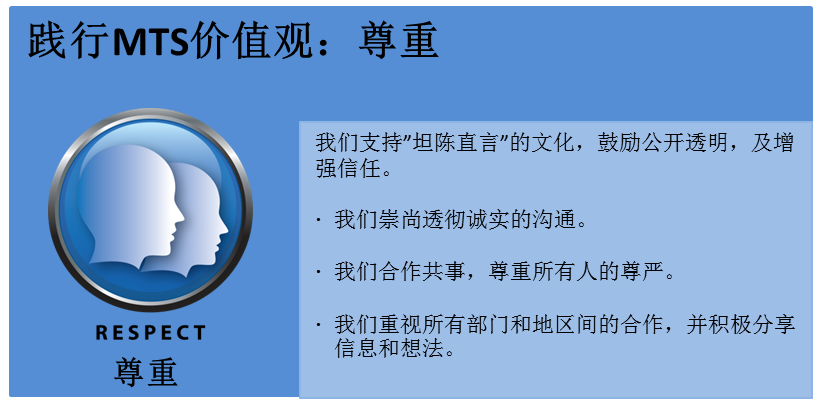 践行MTS价值观：尊重
我们支持”坦陈直言”的文化，鼓励公开透明，及增
强信任。
· 我们崇尚透彻诚实的沟通。
· 我们合作共事，尊重所有人的尊严。
· 我们重视所有部门和地区间的合作，并积极分享
信息和想法。
RESPECT
尊重